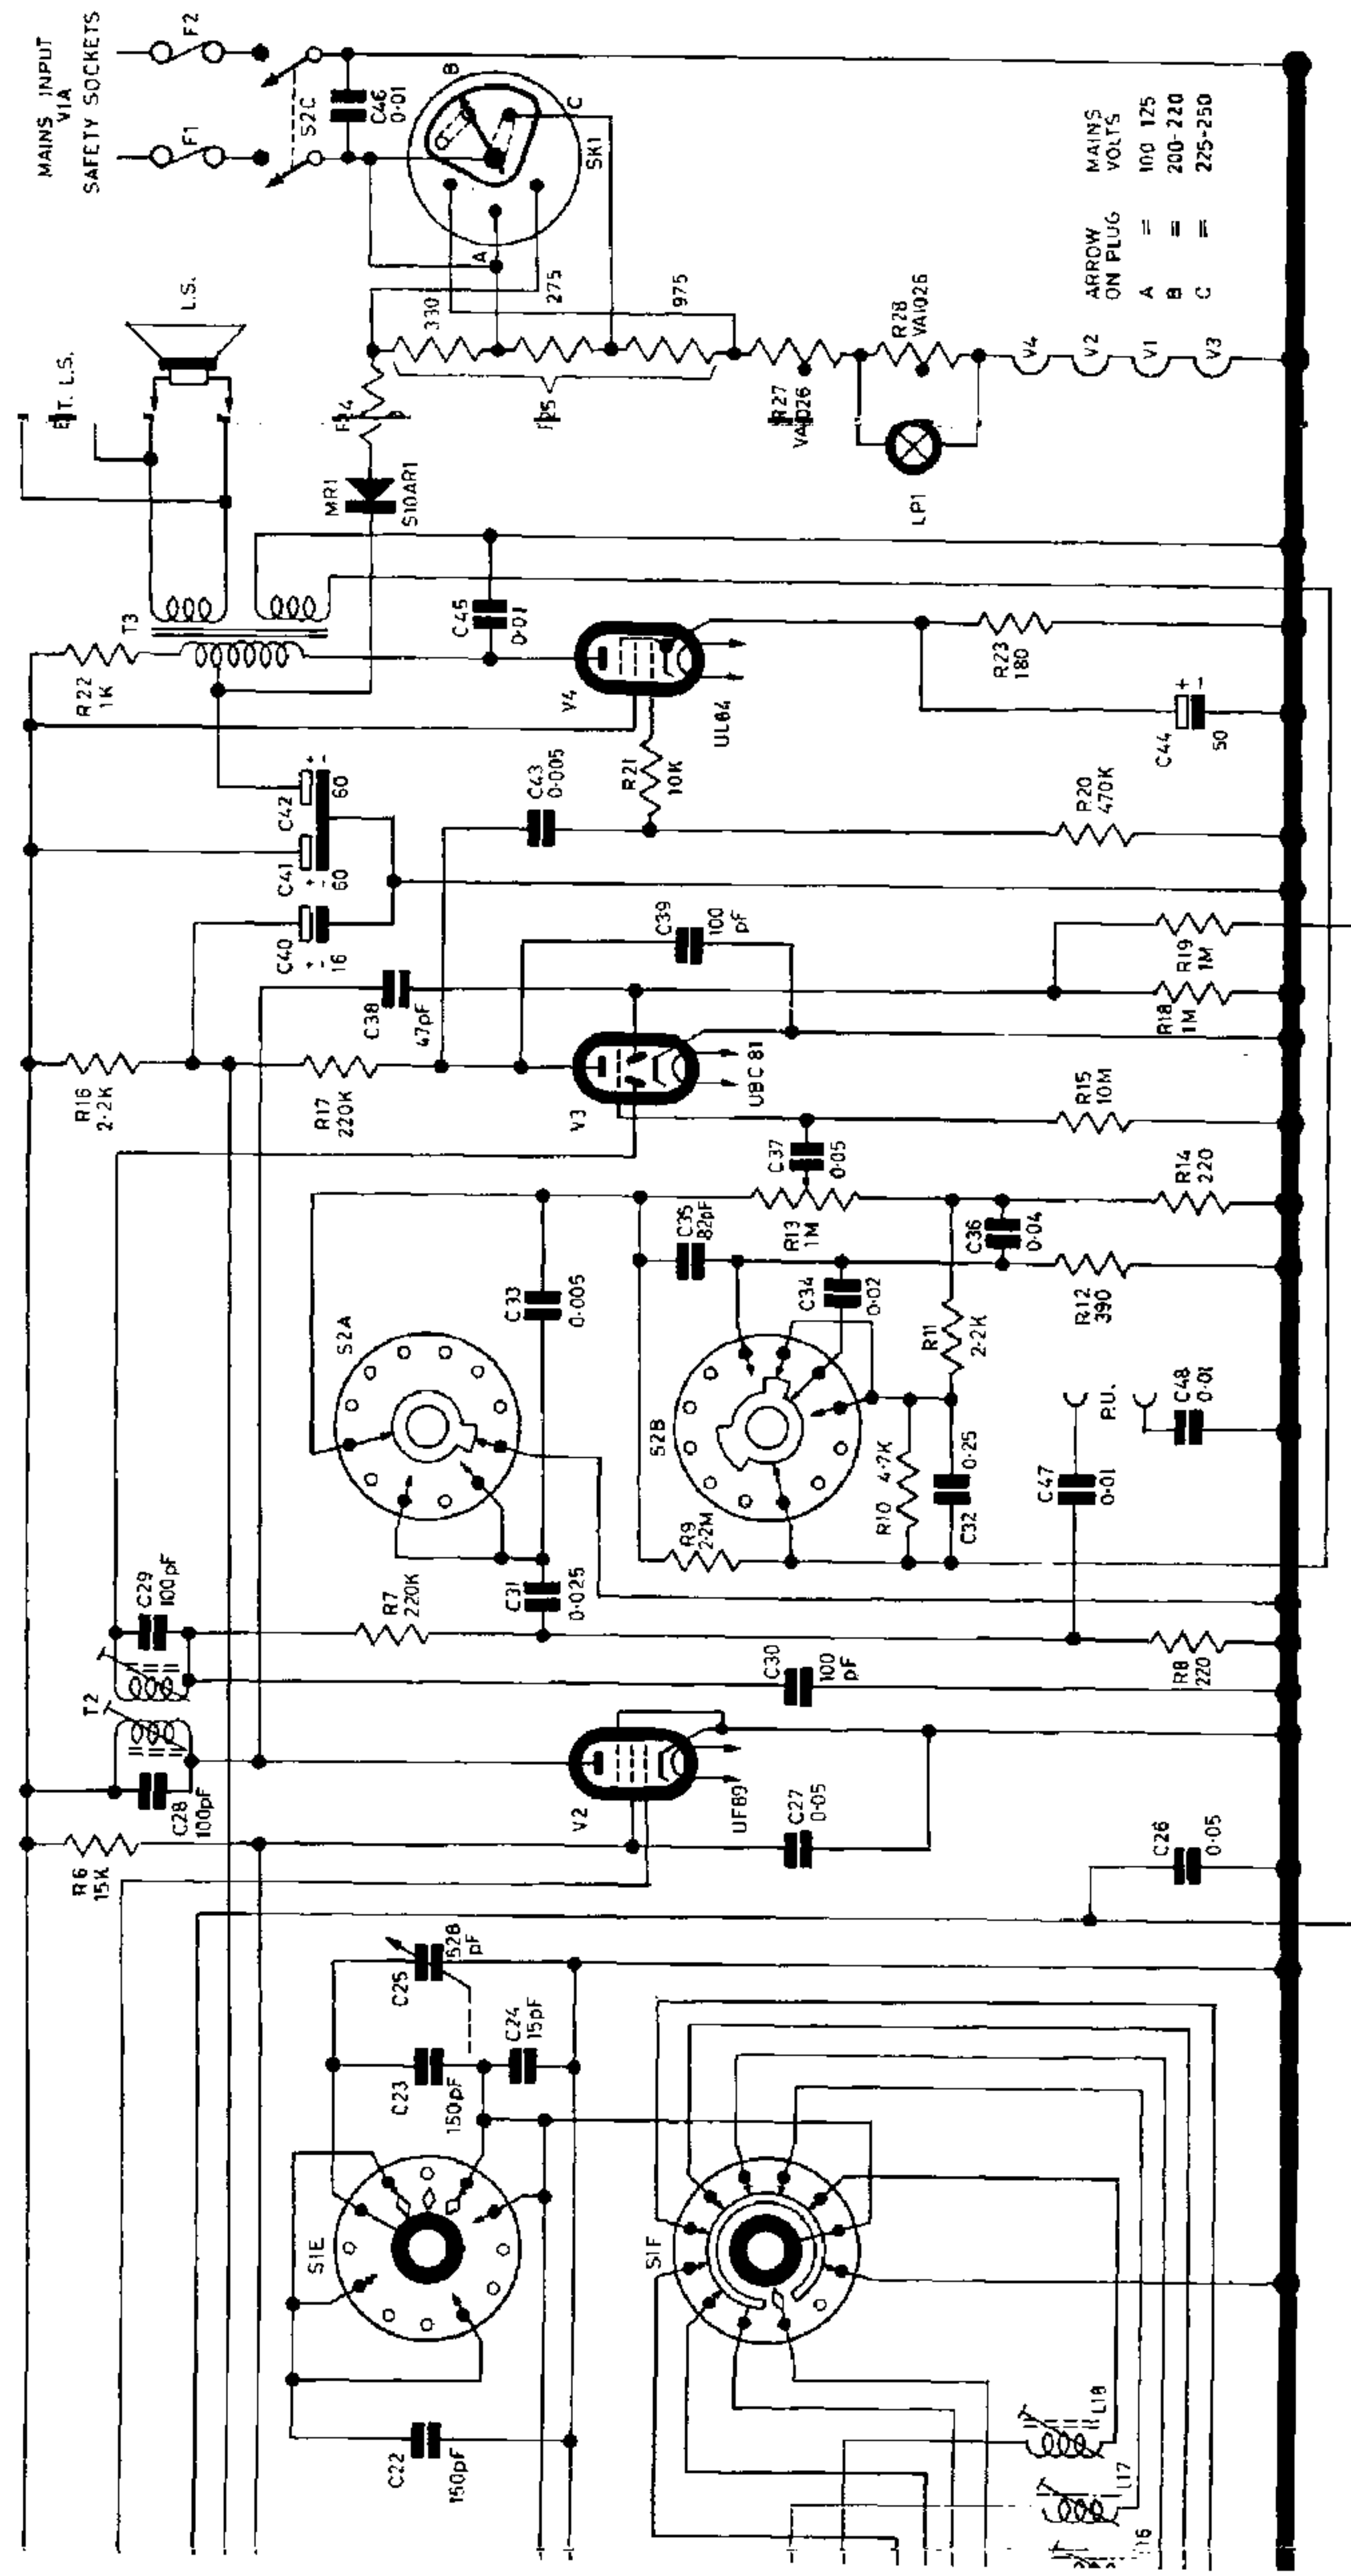 MAINS INPUT
V1A
SAFETY SOCKETS
F1
F2
S2C
C46
0·01
B
C
A
SK1
L.S.
T. L.S.
330
275
975
MR1
S10AR1
R27
VA1026
R28
VA1026
LP1
V4
V2
V1
V3
ARROW
ON PLUG
MAINS
VOLTS
A = 100 125
B = 200-220
C = 225-250
T3
R22
1K
C45
0·01
V4
UL84
R23
180
C44
+
-
50
C42
+
-
60
C41
+
-
60
C40
+
-
16
C43
0·005
R21
10K
R20
470K
C39
100
pF
C38
47pF
R19
1M
R18
1M
R16
2·2K
R17
220K
V3
UBC 81
R15
10M
C37
0·05
R14
220
R13
1M
C35
82pF
C36
0·04
R12
390
C34
0·02
R11
2·2K
S2A
C33
0·005
S2B
R10 4·7K
C32
0·25
R9
2·2M
P.U.
C48
0·01
C47
0·01
C29
100pF
R7
220K
C31
0·025
R8
220
T2
C30
100
pF
C28
100pF
V2
UF89
C27
0·05
R6
15K
C26
0·05
C25
528
pF
C24
15pF
C23
150pF
S1E
S1F
C22
150pF
L18
L17